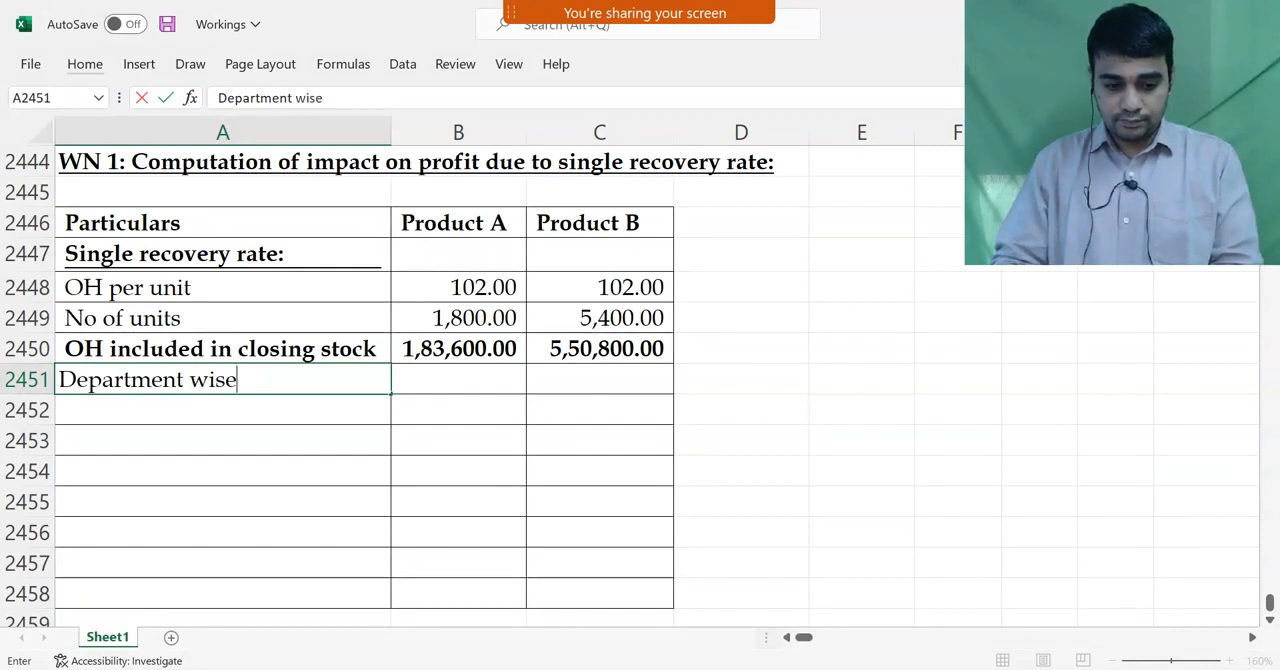 You're sharing your screen
AutoSave Off Workings Search (Alt+Q)
File Home Insert Draw Page Layout Formulas Data Review View Help
A2451 fx Department wise
A B C D E F
2444 WN 1: Computation of impact on profit due to single recovery rate:
2445
2446 Particulars Product A Product B
2447 Single recovery rate:
2448 OH per unit 102.00 102.00
2449 No of units 1,800.00 5,400.00
2450 OH included in closing stock 1,83,600.00 5,50,800.00
2451 Department wise
2452
2453
2454
2455
2456
2457
2458
2459
Sheet1
Enter Accessibility: Investigate 160%